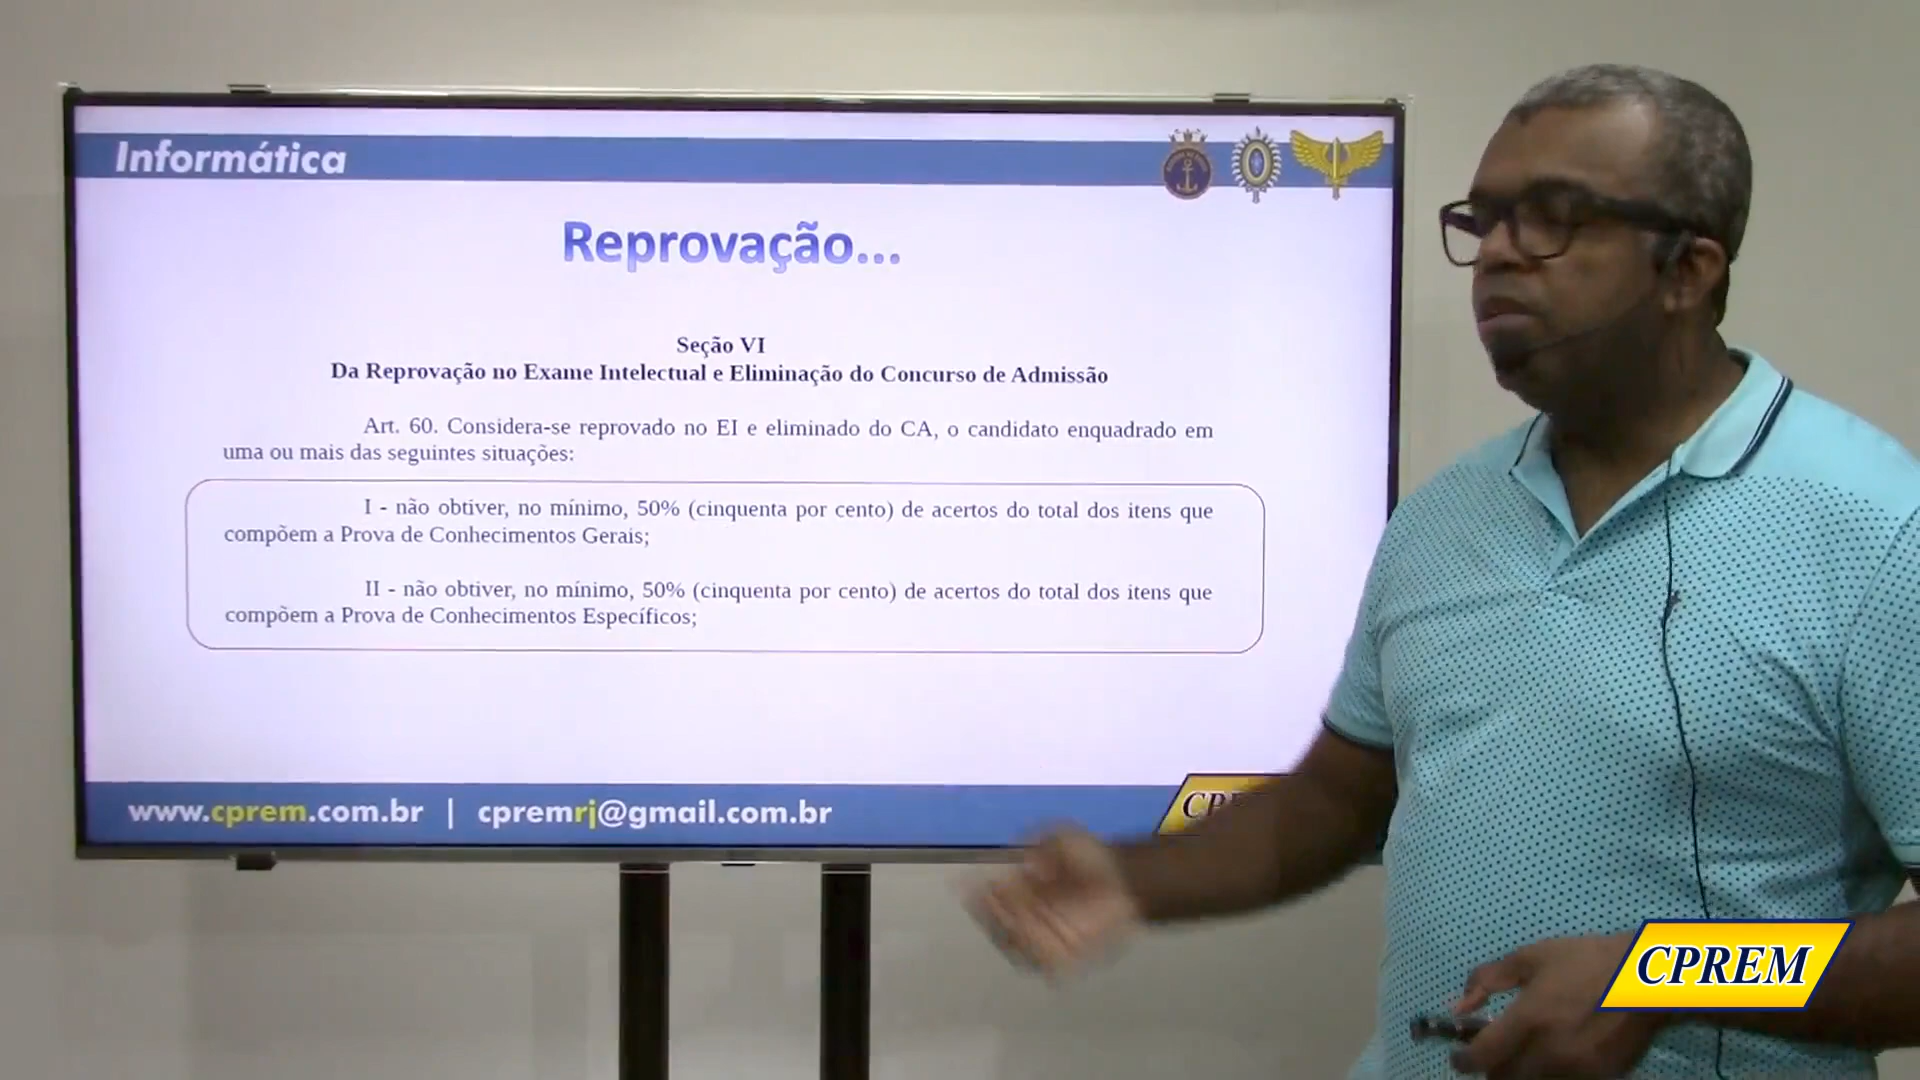 Informática
Reprovação...
Seção VI
Da Reprovação no Exame Intelectual e Eliminação do Concurso de Admissão
Art. 60. Considera-se reprovado no EI e eliminado do CA, o candidato enquadrado em
uma ou mais das seguintes situações:
I - não obtiver, no mínimo, 50% (cinquenta por cento) de acertos do total dos itens que
compõem a Prova de Conhecimentos Gerais;
II - não obtiver, no mínimo, 50% (cinquenta por cento) de acertos do total dos itens que
compõem a Prova de Conhecimentos Específicos;
www.cprem.com.br | cpremrj@gmail.com.br
CPREM